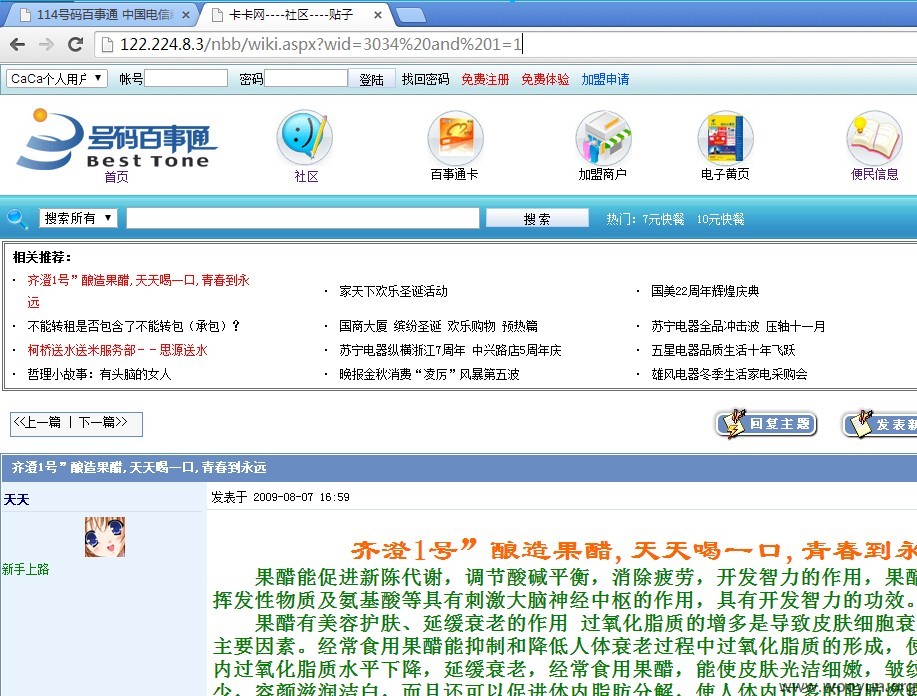 114号码百事通 中国电信
卡卡网----社区----贴子
122.224.8.3/nbb/wiki.aspx?wid=3034%20and%201=1
CaCa个人用户 帐号 密码 登陆 找回密码 免费注册 免费体验 加盟申请
号码百事通
Best Tone
首页 社区 百事通卡 加盟商户 电子黄页 便民信息
搜索所有 搜索 热门: 7元快餐 10元快餐
相关推荐:
· 齐澄1号”酿造果醋,天天喝一口,青春到永远
· 家天下欢乐圣诞活动
· 国美22周年辉煌庆典
· 不能转租是否包含了不能转包（承包）?
· 国商大厦 缤纷圣诞 欢乐购物 预热篇
· 苏宁电器全品冲击波 压轴十一月
· 柯桥送水送米服务部－－思源送水
· 苏宁电器纵横浙江7周年 中兴路店5周年庆
· 五星电器品质生活十年飞跃
· 哲理小故事：有头脑的女人
· 晚报金秋消费“凌厉”风暴第五波
· 雄风电器冬季生活家电采购会
<<上一篇 | 下一篇>>
回复主题 发表新
齐澄1号”酿造果醋,天天喝一口,青春到永远
天天
新手上路
发表于 2009-08-07 16:59
齐澄1号”酿造果醋,天天喝一口,青春到永
果醋能促进新陈代谢，调节酸碱平衡，消除疲劳，开发智力的作用，果醋
挥发性物质及氨基酸等具有刺激大脑神经中枢的作用，具有开发智力的功效。
果醋有美容护肤、延缓衰老的作用 过氧化脂质的增多是导致皮肤细胞衰
主要因素。经常食用果醋能抑制和降低人体衰老过程中过氧化脂质的形成，使
内过氧化脂质水平下降，延缓衰老，经常食用果醋，能使皮肤光洁细嫩，皱纹
少，容颜滋润洁白，而且还可以促进体内脂肪分解，使人体内过多的脂肪燃